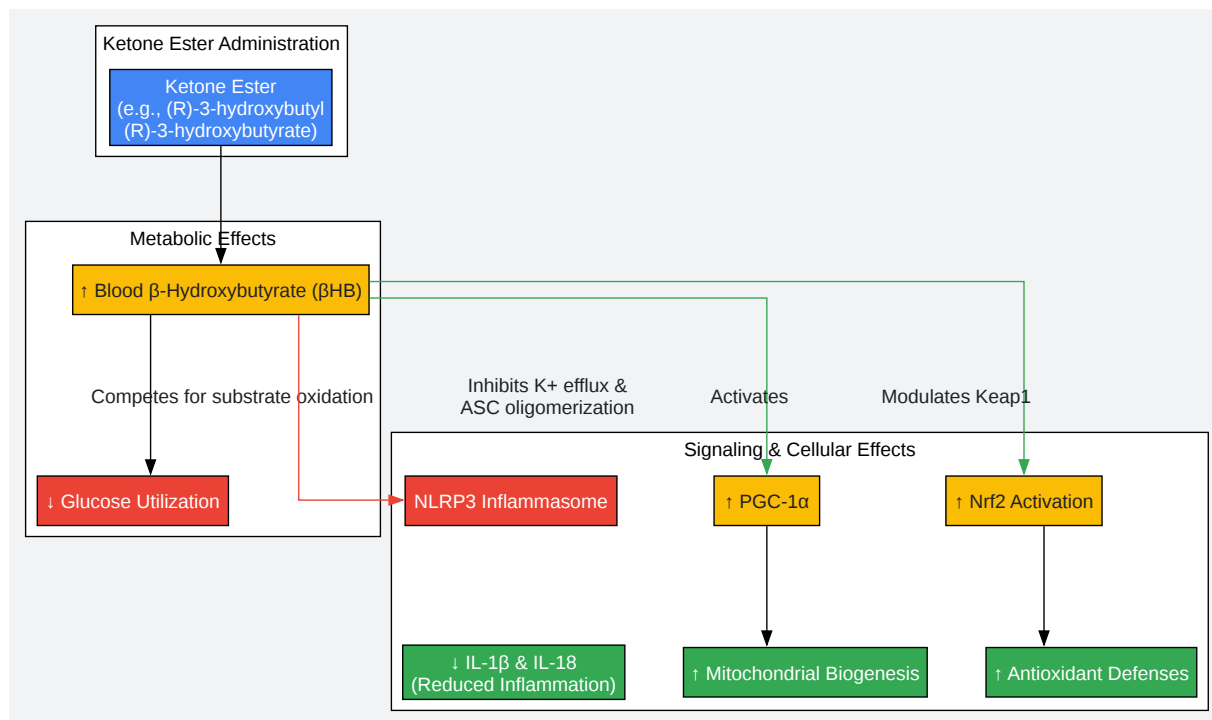 Ketone Ester Administration
Ketone Ester
(e.g., (R)-3-hydroxybutyl
(R)-3-hydroxybutyrate)
Metabolic Effects
↑ Blood β-Hydroxybutyrate (βHB)
Competes for substrate oxidation
Inhibits K+ efflux &
ASC oligomerization
Activates
Modulates Keap1
Signaling & Cellular Effects
↓ Glucose Utilization
NLRP3 Inflammasome
↑ PGC-1α
↑ Nrf2 Activation
↓ IL-1β & IL-18
(Reduced Inflammation)
↑ Mitochondrial Biogenesis
↑ Antioxidant Defenses